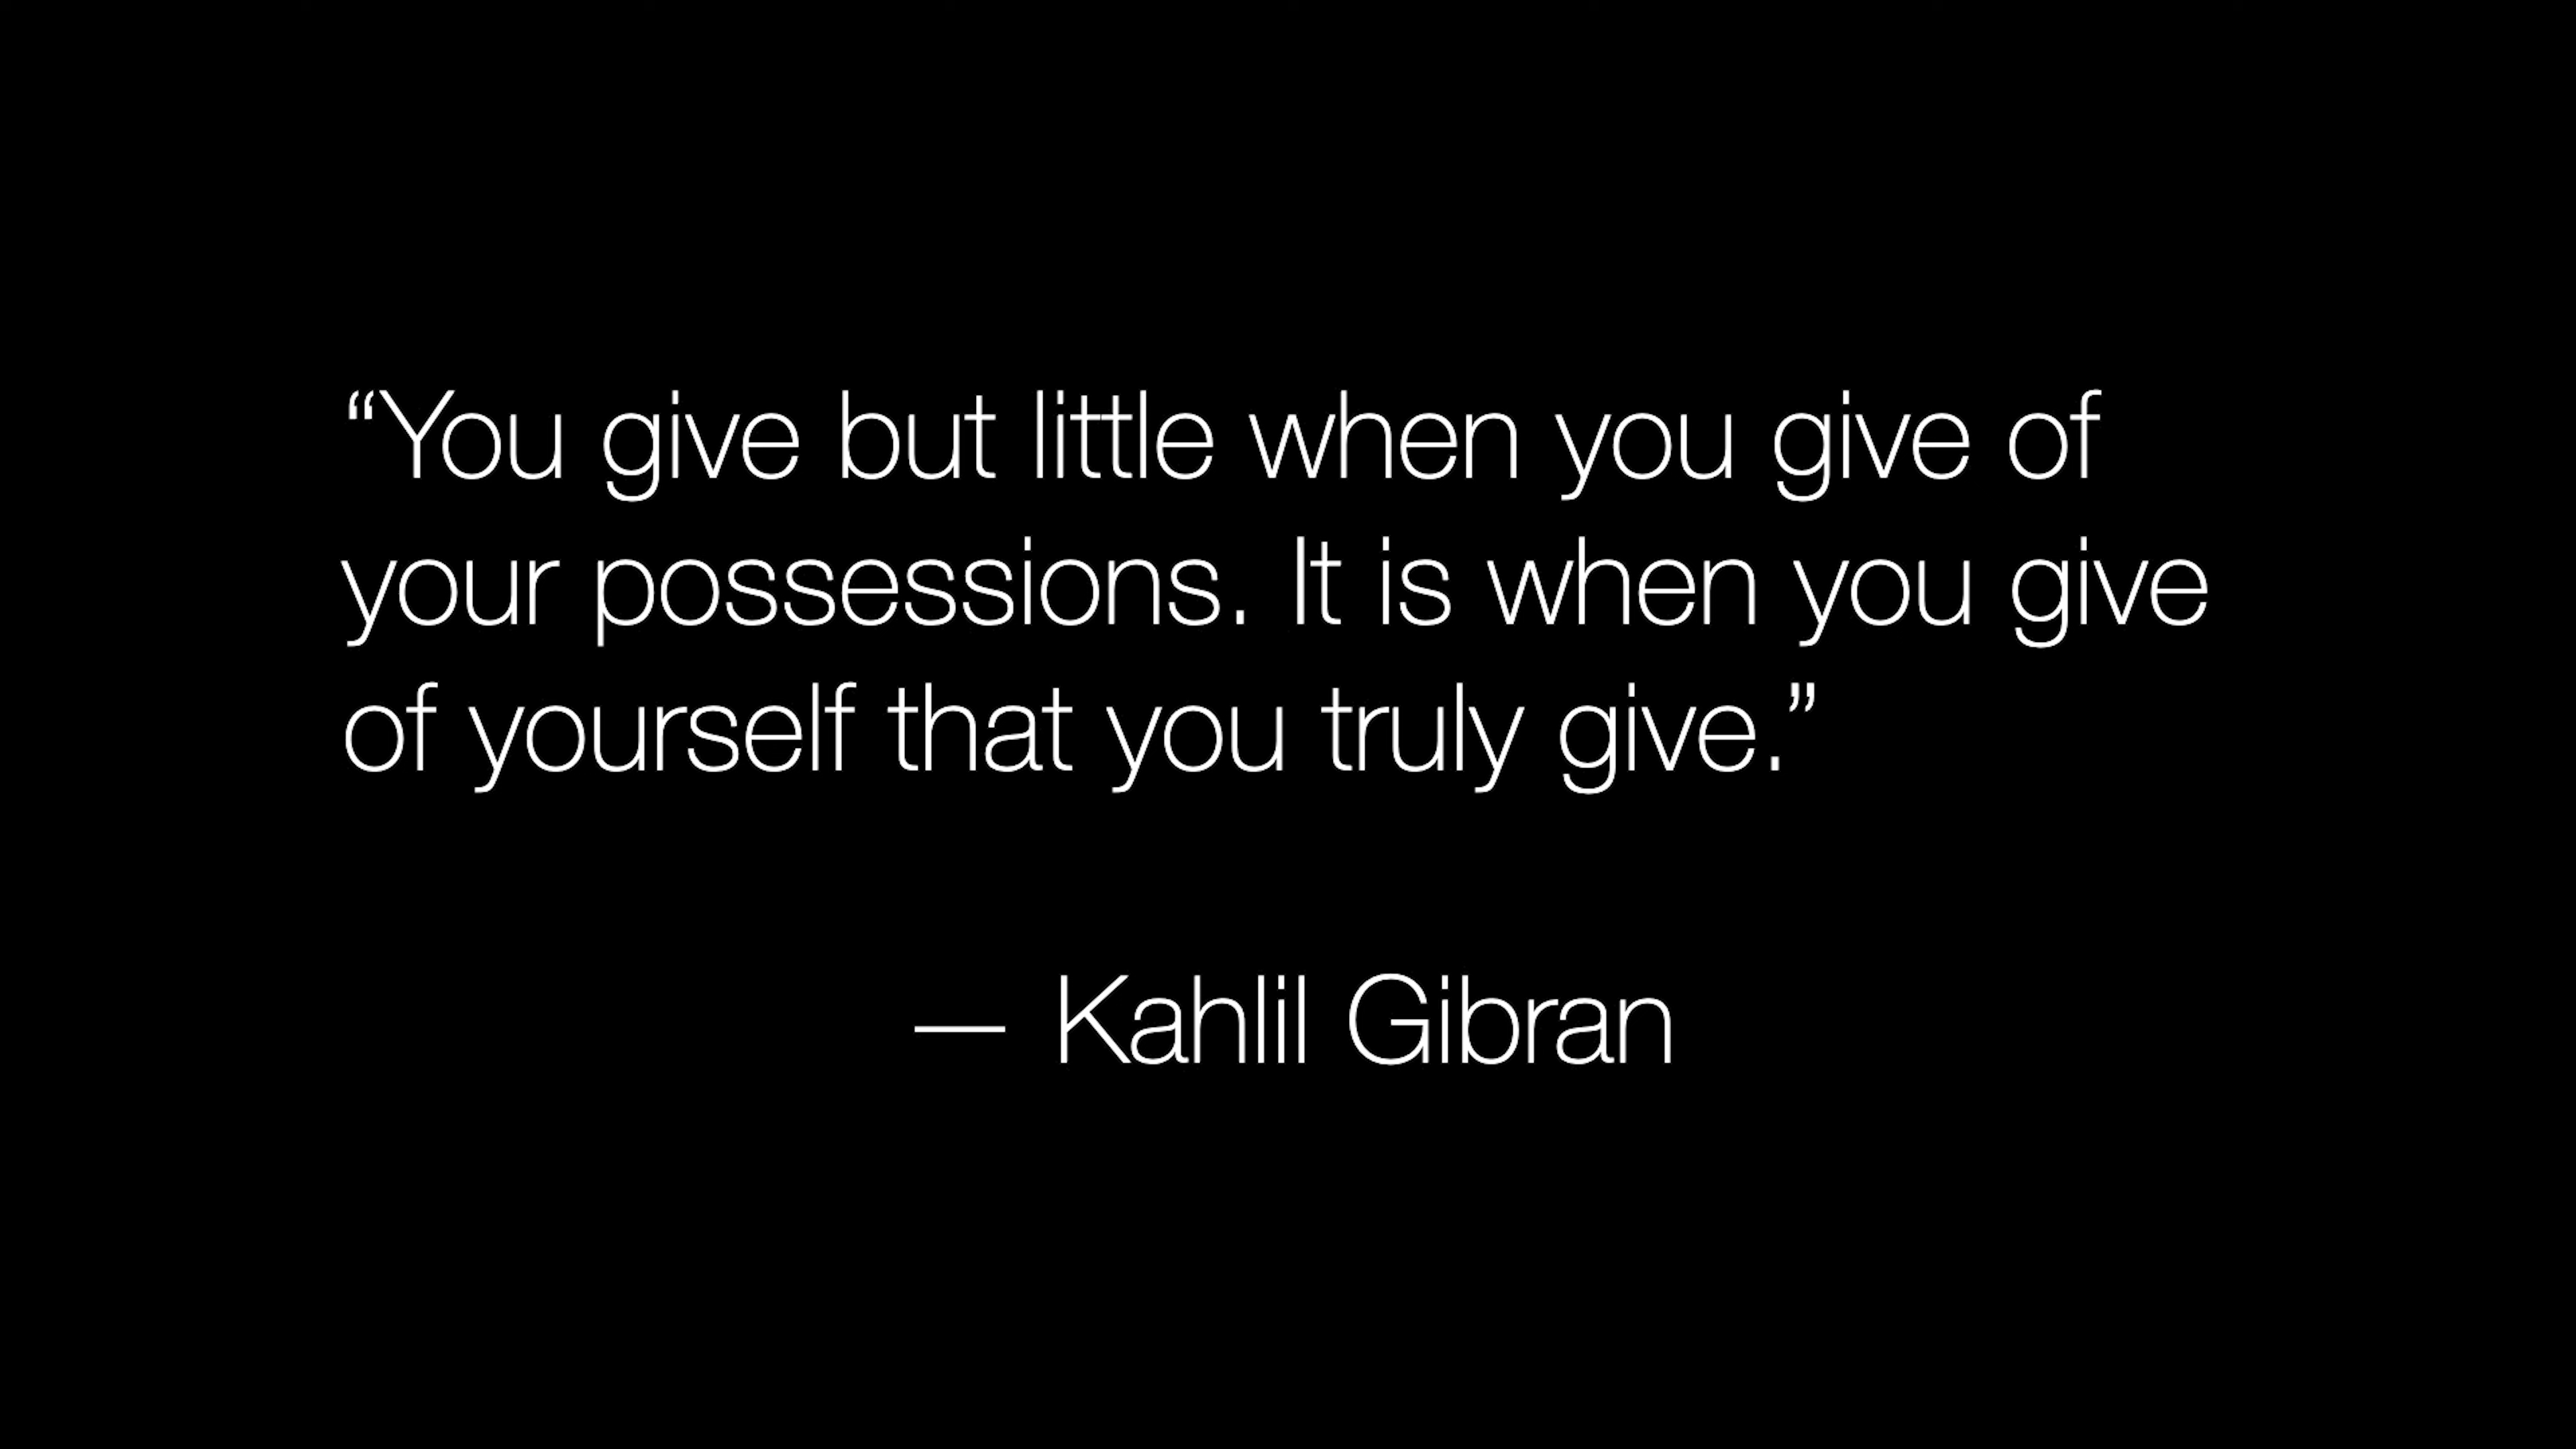 “You give but little when you give of
your possessions. It is when you give
of yourself that you truly give.”
— Kahlil Gibran